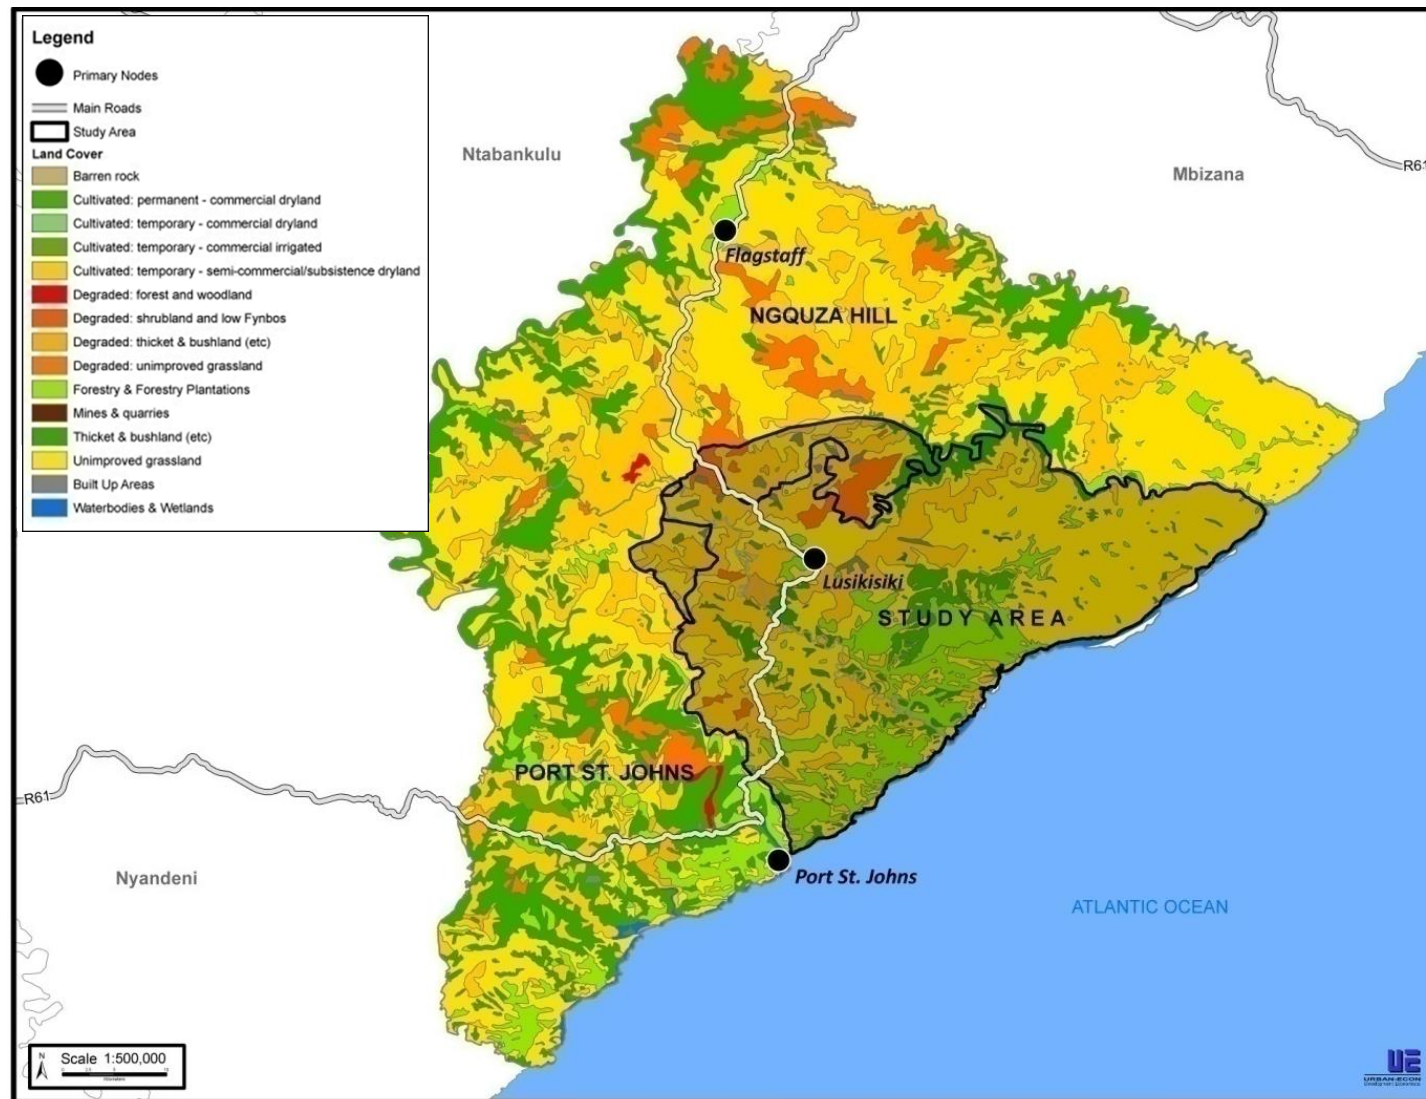 Legend
Primary Nodes
Main Roads
Study Area
Land Cover
Barren rock
Cultivated: permanent - commercial dryland
Cultivated: temporary - commercial dryland
Cultivated: temporary - commercial irrigated
Cultivated: temporary - semi-commercial/subsistence dryland
Degraded: forest and woodland
Degraded: shrubland and low Fynbos
Degraded: thicket & bushland (etc)
Degraded: unimproved grassland
Forestry & Forestry Plantations
Mines & quarries
Thicket & bushland (etc)
Unimproved grassland
Built Up Areas
Waterbodies & Wetlands
Ntabankulu
Mbizana
R61
Flagstaff
NGQUZA HILL
Lusikisiki
STUDY AREA
PORT ST. JOHNS
R61
Nyandeni
Port St. Johns
ATLANTIC OCEAN
N
Scale 1:500,000
UE
URBAN-ECON